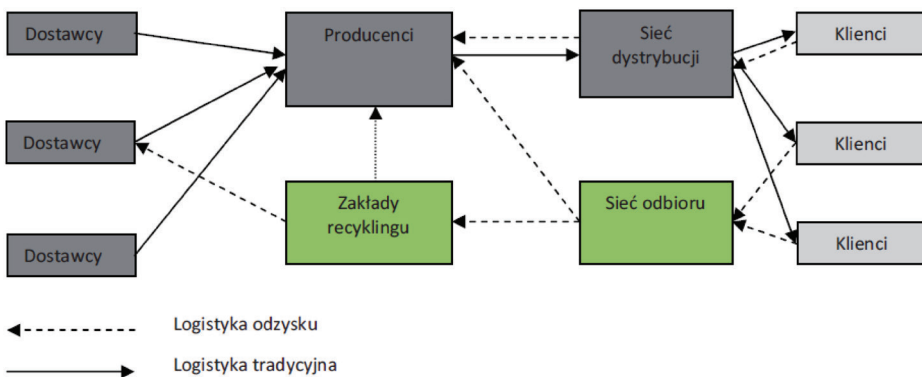 Dostawcy
Producenci
Sieć
dystrybucji
Klienci
Dostawcy
Klienci
Zakłady
recyklingu
Sieć odbioru
Dostawcy
Klienci
Logistyka odzysku
Logistyka tradycyjna